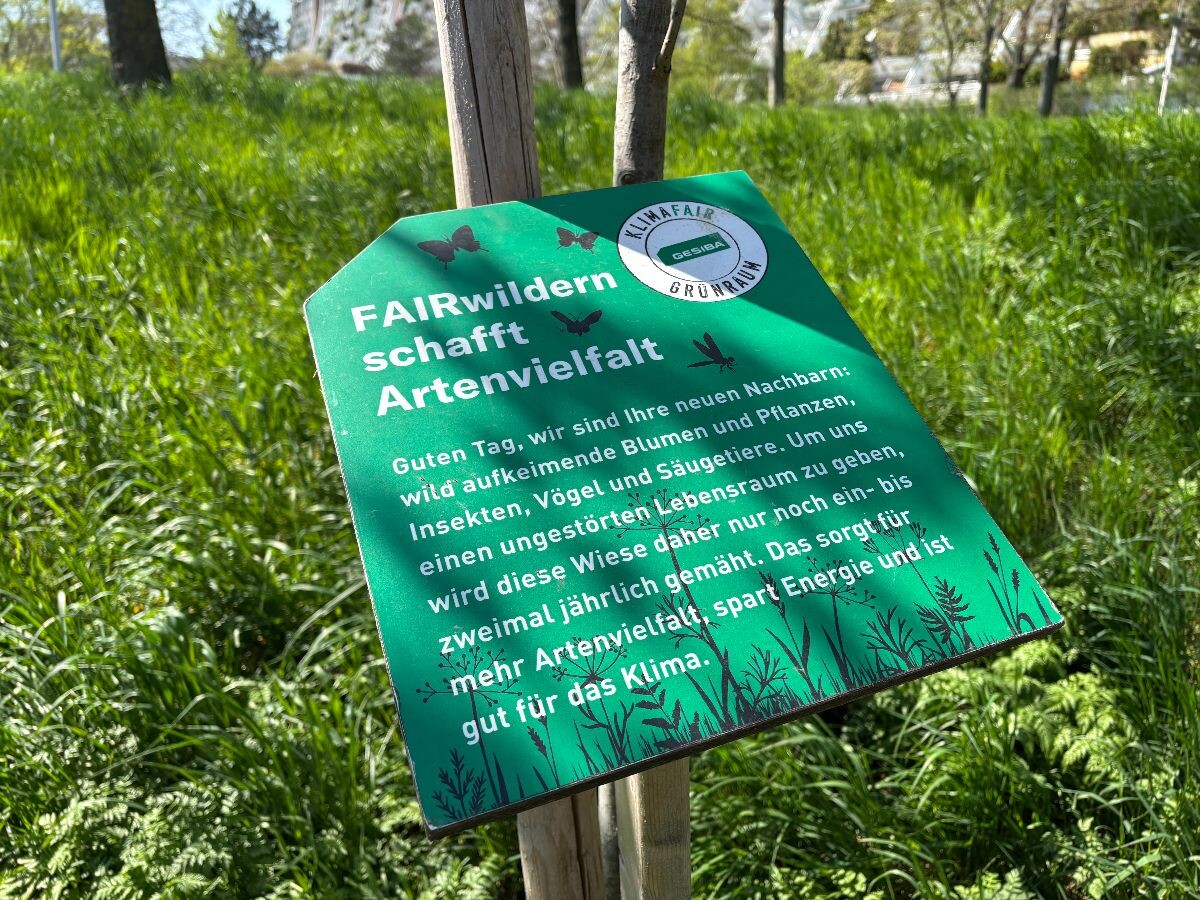 KLIMAFAIR
GESIBA
GRÜNRAUM
FAIRwildern
schafft
Artenvielfalt
Guten Tag, wir sind Ihre neuen Nachbarn:
wild aufkeimende Blumen und Pflanzen,
Insekten, Vögel und Säugetiere. Um uns
einen ungestörten Lebensraum zu geben,
wird diese Wiese daher nur noch ein- bis
zweimal jährlich gemäht. Das sorgt für
mehr Artenvielfalt, spart Energie und ist
gut für das Klima.